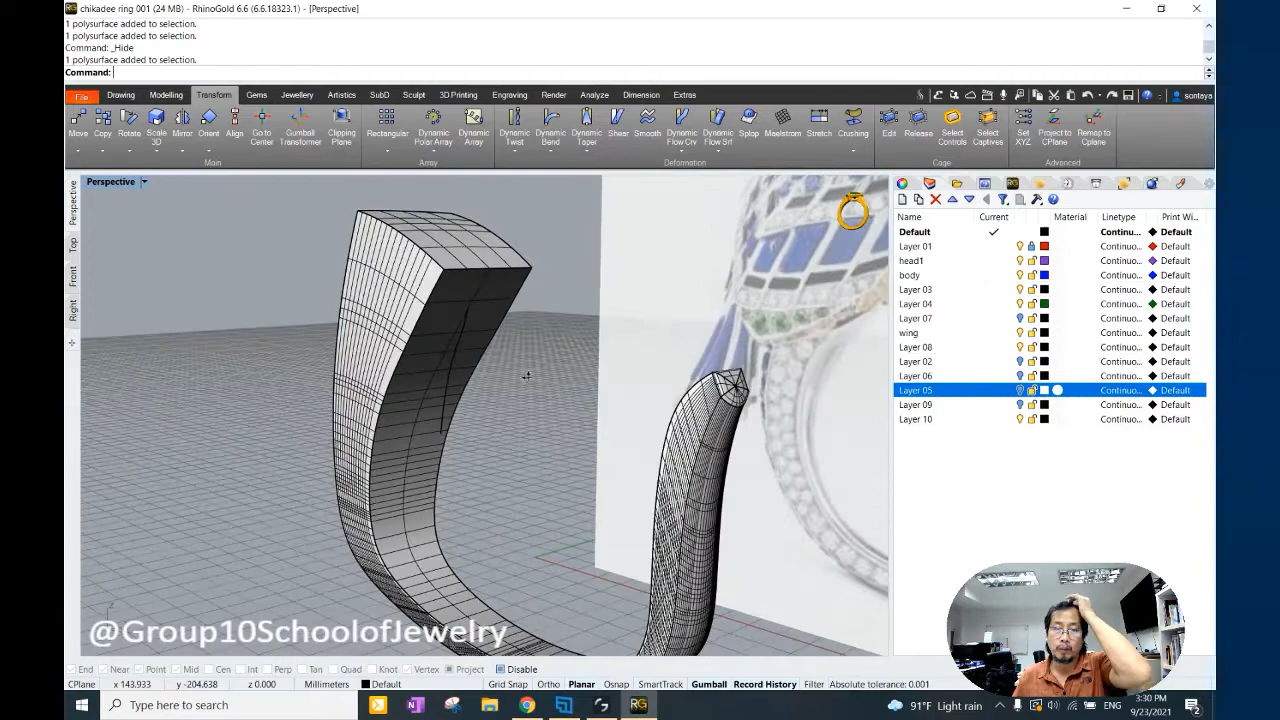 chikadee ring 001 (24 MB) - RhinoGold 6.6 (6.6.18323.1) - [Perspective]
1 polysurface added to selection.
1 polysurface added to selection.
Command: _Hide
1 polysurface added to selection.
Command:
File Drawing Modelling Transform Gems Jewellery Artistics SubD Sculpt 3D Printing Engraving Render Analyze Dimension Extras sontaya
Move Copy Rotate Scale 3D Mirror Orient Align Go to Center Gumball Transformer Clipping Plane Rectangular Dynamic Polar Array Dynamic Array Dynamic Twist Dynamic Bend Dynamic Taper Shear Smooth Dynamic Flow Crv Dynamic Flow Srf Splop Maelstrom Stretch Crushing Edit Release Select Controls Select Captives Set XYZ Project to CPlane Remap to Cplane
Main Array Deformation Cage Advanced
Perspective
Perspective
Top
Front
Right
Name Current Material Linetype Print Wi...
Default Continu... Default
Layer 01 Continuo... Default
head1 Continuo... Default
body Continuo... Default
Layer 03 Continuo... Default
Layer 04 Continuo... Default
Layer 07 Continuo... Default
wing Continuo... Default
Layer 08 Continuo... Default
Layer 02 Continuo... Default
Layer 06 Continuo... Default
Layer 05 Continuo... Default
Layer 09 Continuo... Default
Layer 10 Continuo... Default
z
@Group10SchoolofJewelry
End Near Point Mid Cen Int Perp Tan Quad Knot Vertex Project Disable
CPlane x 143.933 y -204.638 z 0.000 Millimeters Default Grid Snap Ortho Planar Osnap SmartTrack Gumball Record History Filter Absolute tolerance: 0.001
Type here to search
91°F Light rain
ENG
3:30 PM
9/23/2021
2